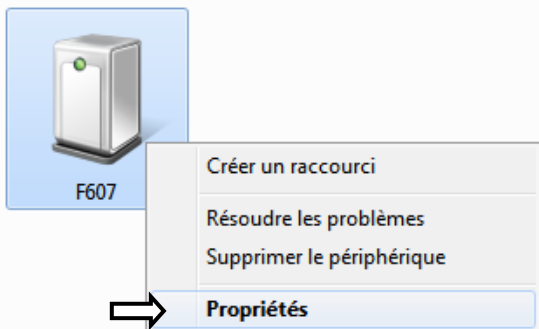 F607
Créer un raccourci
Résoudre les problèmes
Supprimer le périphérique
Propriétés